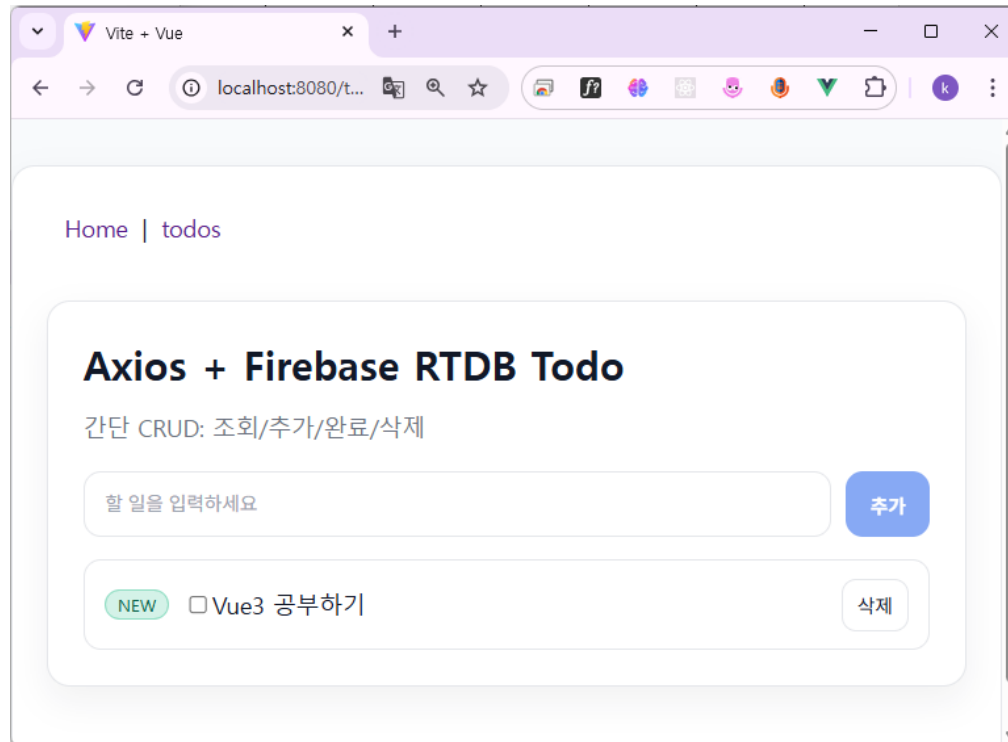 Vite + Vue
localhost:8080/t...
f?
k
Home | todos
Axios + Firebase RTDB Todo
간단 CRUD: 조회/추가/완료/삭제
할 일을 입력하세요
추가
NEW
Vue3 공부하기
삭제